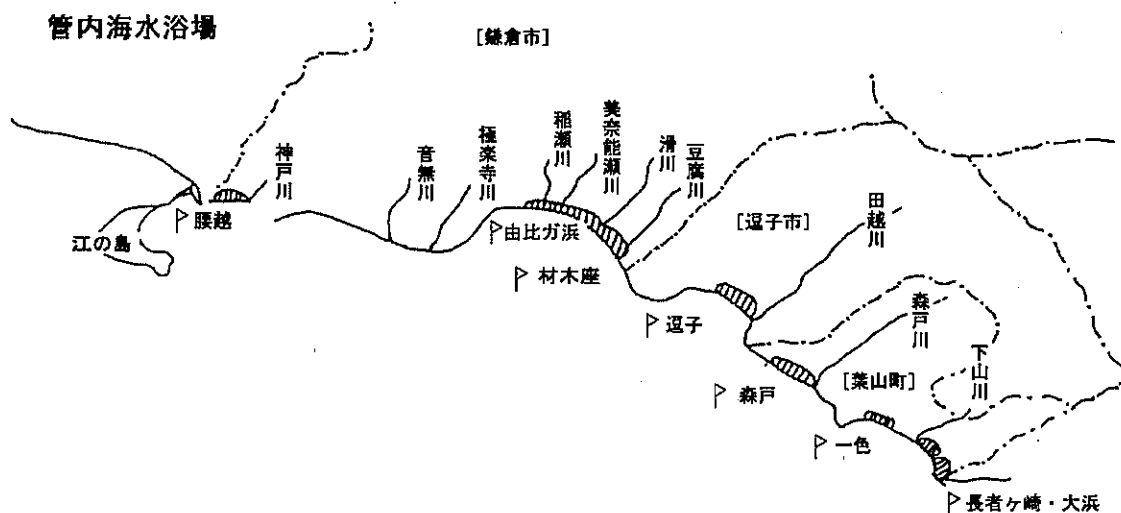 管内海水浴場
[鎌倉市]
神戸川
音無川
極楽寺川
稲瀬川
美奈能瀬川
滑川
豆腐川
江の島
腰越
由比ガ浜
材木座
[逗子市]
田越川
逗子
森戸川
[葉山町]
下山川
森戸
一色
長者ヶ崎・大浜